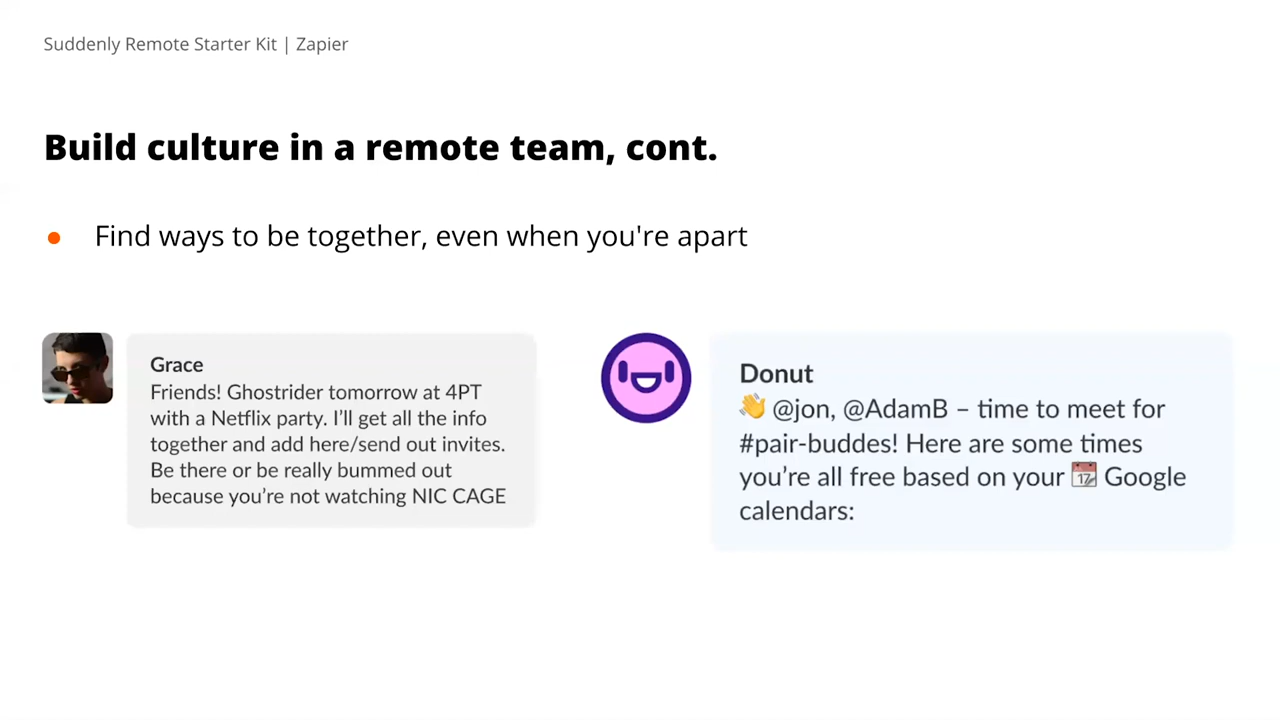 Suddenly Remote Starter Kit | Zapier
Build culture in a remote team, cont.
● Find ways to be together, even when you're apart
Grace
Friends! Ghostrider tomorrow at 4PT
with a Netflix party. I’ll get all the info
together and add here/send out invites.
Be there or be really bummed out
because you’re not watching NIC CAGE
Donut
👋 @jon, @AdamB – time to meet for
#pair-buddes! Here are some times
you’re all free based on your 📅 Google
calendars: